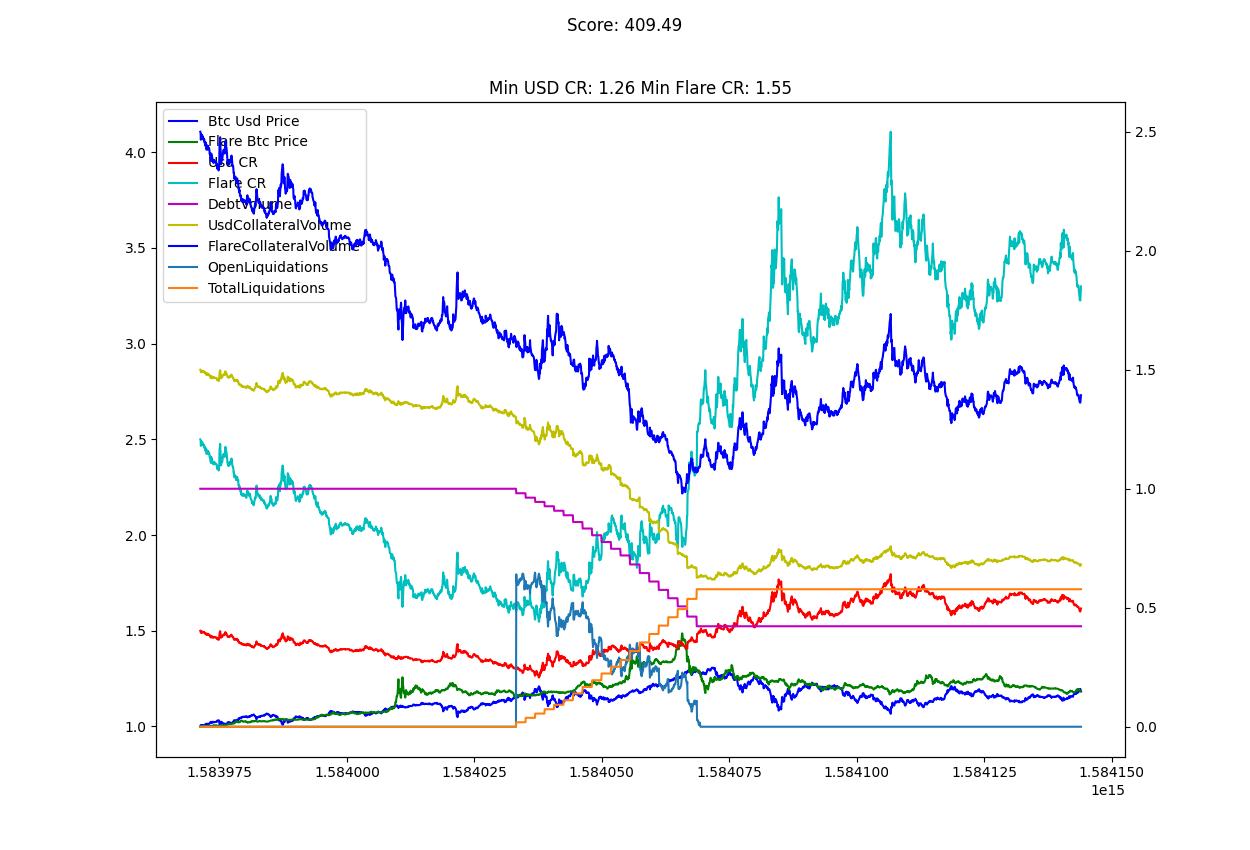 Score: 409.49
Min USD CR: 1.26 Min Flare CR: 1.55
Btc Usd Price
Flare Btc Price
Usd CR
Flare CR
DebtVolume
UsdCollateralVolume
FlareCollateralVolume
OpenLiquidations
TotalLiquidations
4.0
3.5
3.0
2.5
2.0
1.5
1.0
2.5
2.0
1.5
1.0
0.5
0.0
1.583975 1.584000 1.584025 1.584050 1.584075 1.584100 1.584125 1.584150
1e15